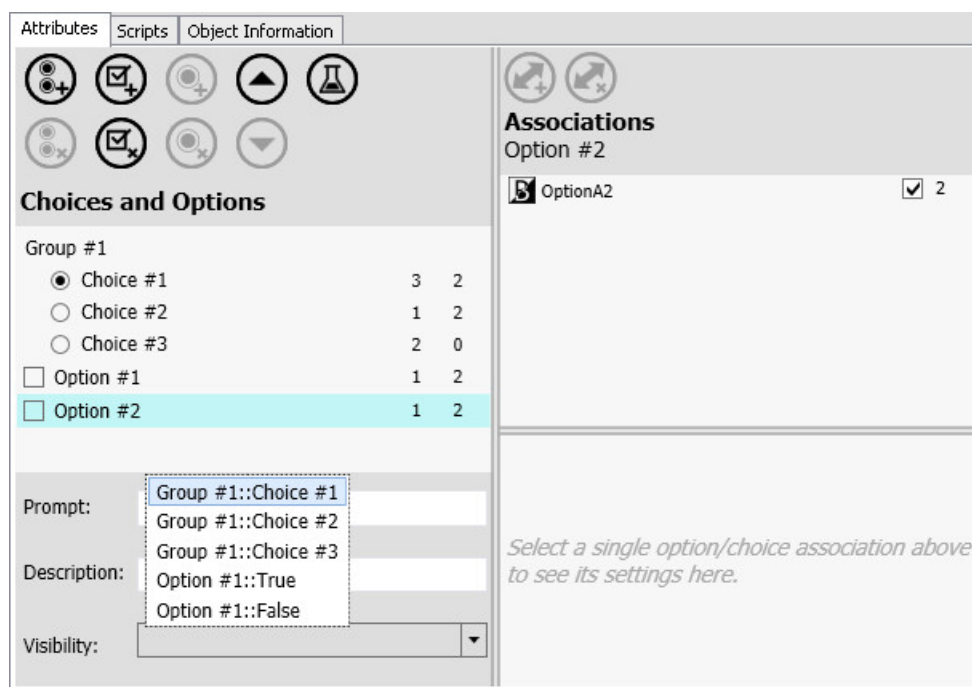 Attributes Scripts Object Information
Associations
Option #2
Choices and Options
OptionA2 2
Group #1
Choice #1 3 2
Choice #2 1 2
Choice #3 2 0
Option #1 1 2
Option #2 1 2
Prompt:
Group #1::Choice #1
Group #1::Choice #2
Group #1::Choice #3
Option #1::True
Option #1::False
Description:
Visibility:
Select a single option/choice association above
to see its settings here.